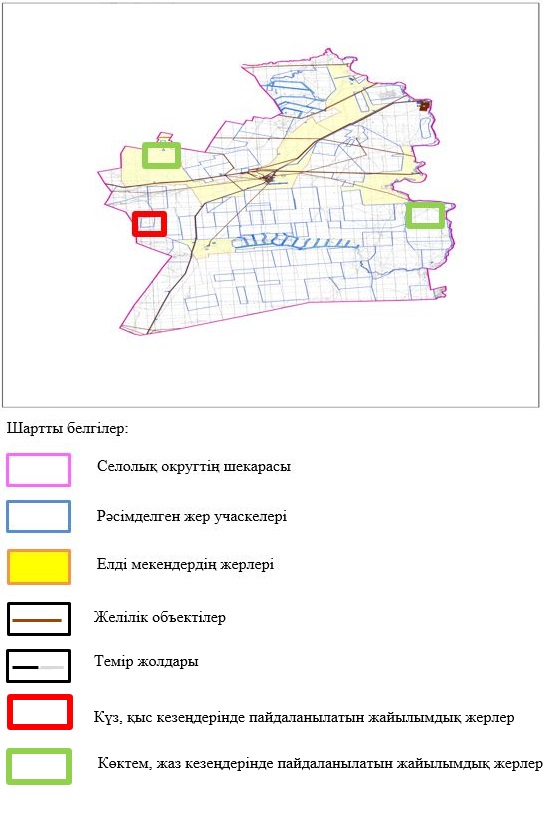 Шартты белгілер:
Селолық округтің шекарасы
Рәсімделген жер учаскелері
Елді мекендердің жерлері
Желілік объектілер
Темір жолдары
Күз, қыс кезеңдерінде пайдаланылатын жайылымдық жерлер
Көктем, жаз кезеңдерінде пайдаланылатын жайылымдық жерлер